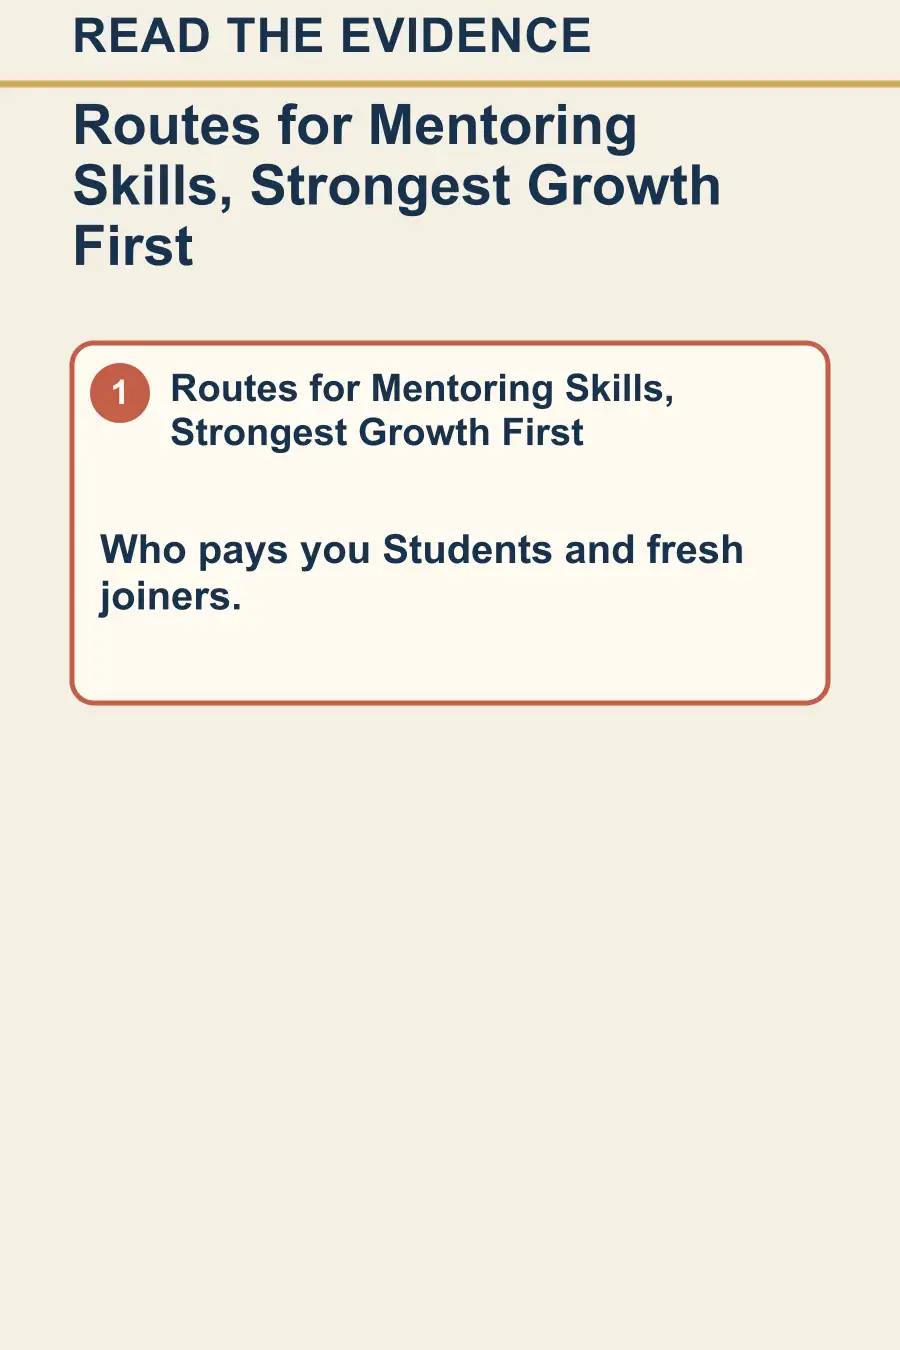 READ THE EVIDENCE
Routes for Mentoring
Skills, Strongest Growth
First
1
Routes for Mentoring Skills,
Strongest Growth First
Who pays you Students and fresh
joiners.